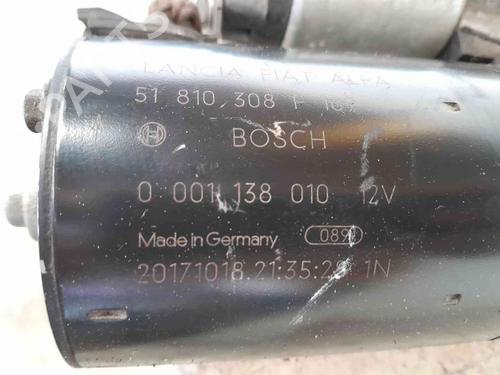 LANCIA FIAT ALFA
51 810 308
BOSCH
0 001 138 010 12V
Made in Germany 089
20171018.21:35:28 1N